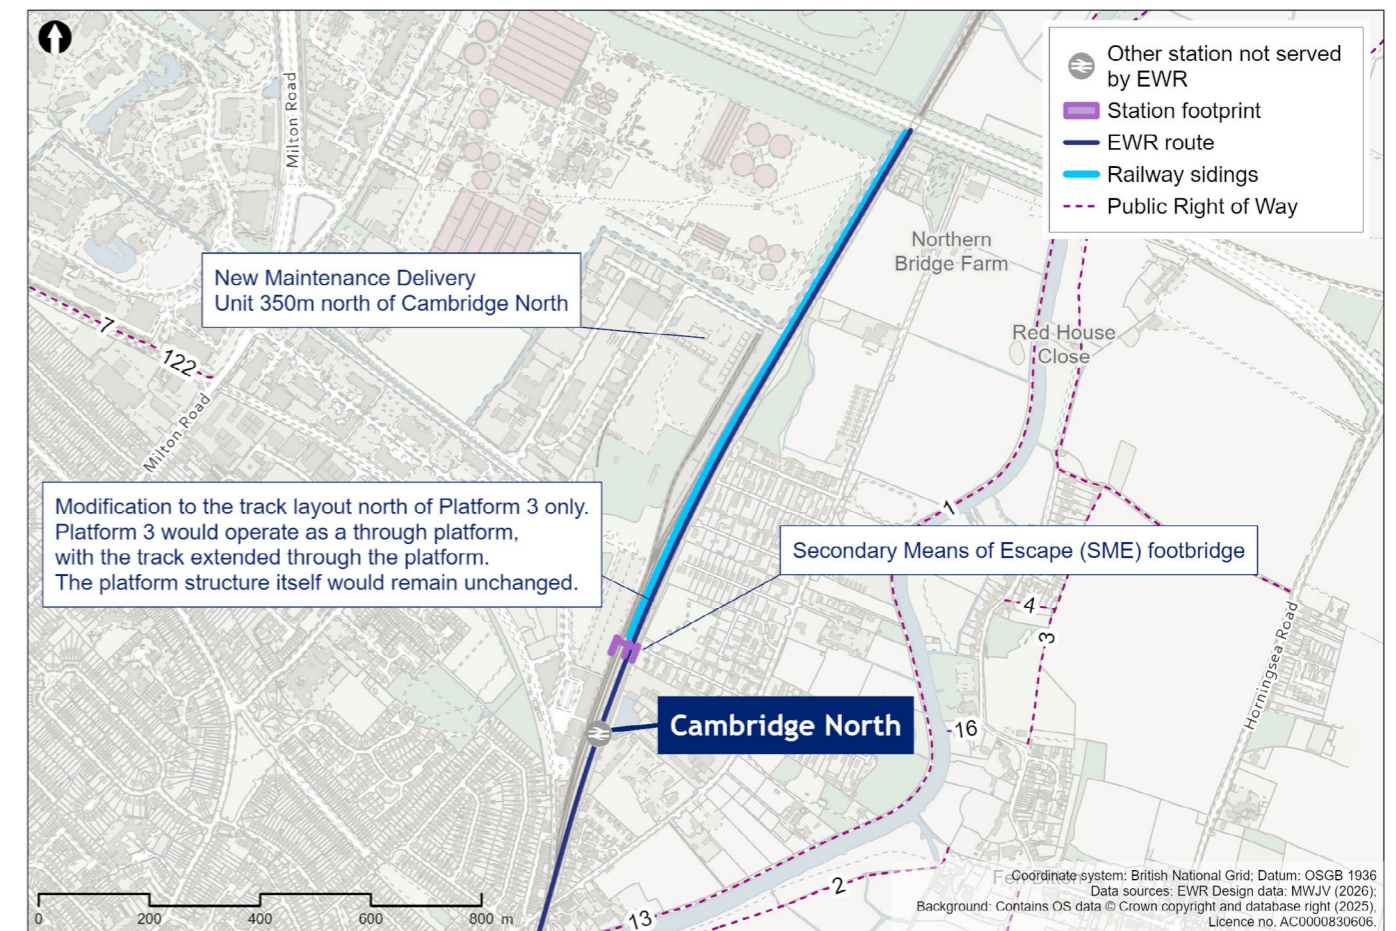 Other station not served
by EWR
Station footprint
EWR route
Railway sidings
Public Right of Way
Milton Road
Northern
Bridge Farm
New Maintenance Delivery
Unit 350m north of Cambridge North
7
122
Red House
Close
Milton Road
Modification to the track layout north of Platform 3 only.
Platform 3 would operate as a through platform,
with the track extended through the platform.
The platform structure itself would remain unchanged.
1
Secondary Means of Escape (SME) footbridge
4
3
Horningsea Road
Cambridge North
16
2
13
0
200
400
600
800 m
Coordinate system: British National Grid; Datum: OSGB 1936
Data sources: EWR Design data: MWJV (2026);
Background: Contains OS data © Crown copyright and database right (2025),
Licence no. AC0000830606.